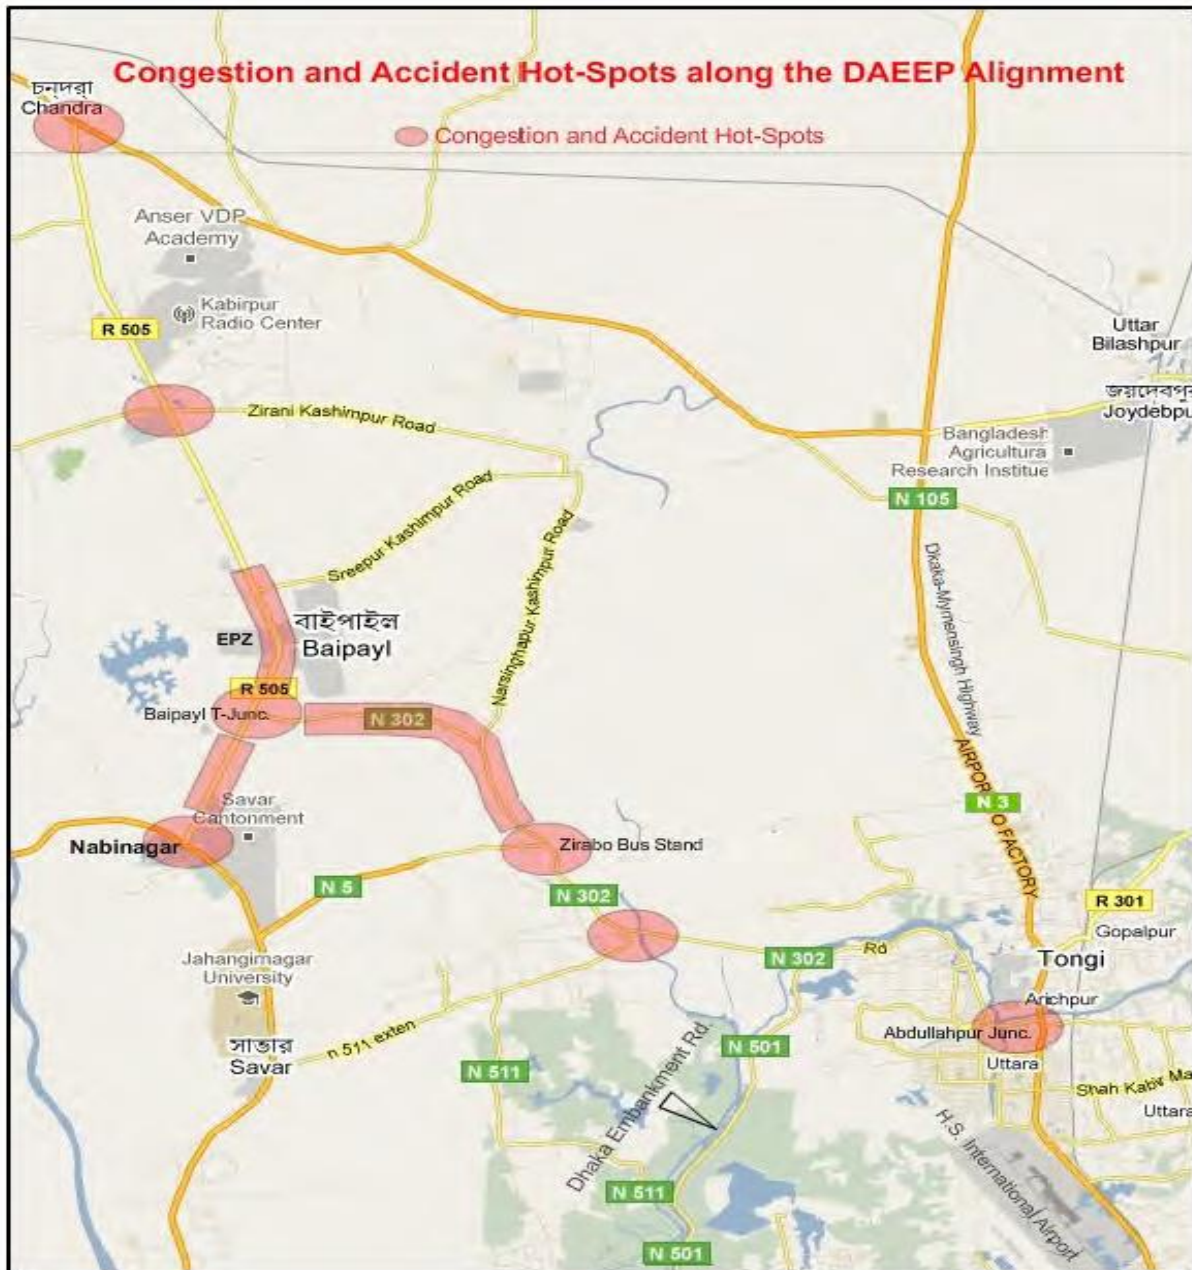 Congestion and Accident Hot-Spots along the DAEEP Alignment
চন্দরা
Chandra
Congestion and Accident Hot-Spots
Anser VDP
Academy
Kabirpur
Radio Center
R 505
Uttar
Bilashpur
জয়দেবপুর
Joydebpu
Zirani Kashimpur Road
Bangladesh
Agricultura
Research Institue
N 105
Sreepur Kashimpur Road
Narsinghapur Kashimpur Road
Dkaka-Mymensingh Highway
বাইপাইল
EPZ
Baipayl
R 505
Baipayl T-Junc.
N 302
AIRPOR O FACTORY
N 3
Savar
Cantonment
Nabinagar
Zirabo Bus Stand
N 5
N 302
R 301
Gopalpur
N 302
Rd
Tongi
Jahangirnagar
University
Arichpur
Abdullahpur Junc.
n 511 exten
সাভার
Savar
N 501
N 511
Uttara
Shah Kabir Ma
Uttara
Dhaka Embankment Rd.
H.S. International Airport
N 511
N 501